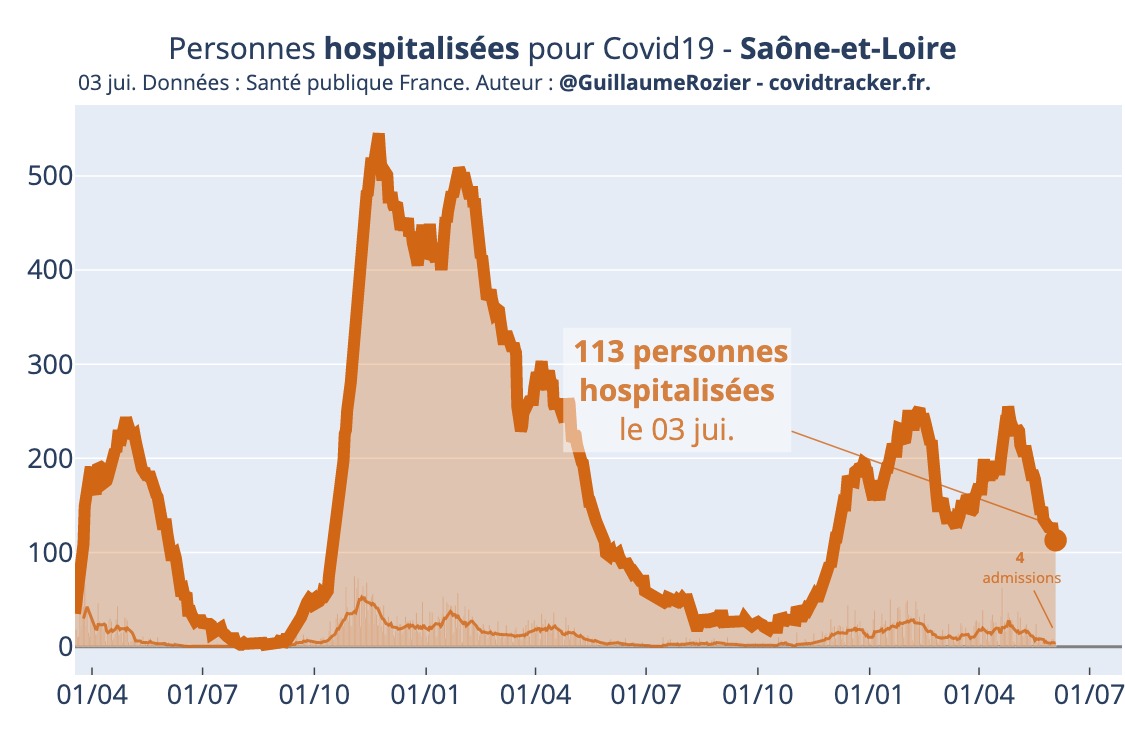 Personnes hospitalisées pour Covid19 - Saône-et-Loire
03 jui. Données : Santé publique France. Auteur : @GuillaumeRozier - covidtracker.fr.
500
400
300
200
100
0
113 personnes
hospitalisées
le 03 jui.
4
admissions
01/04 01/07 01/10 01/01 01/04 01/07 01/10 01/01 01/04 01/07